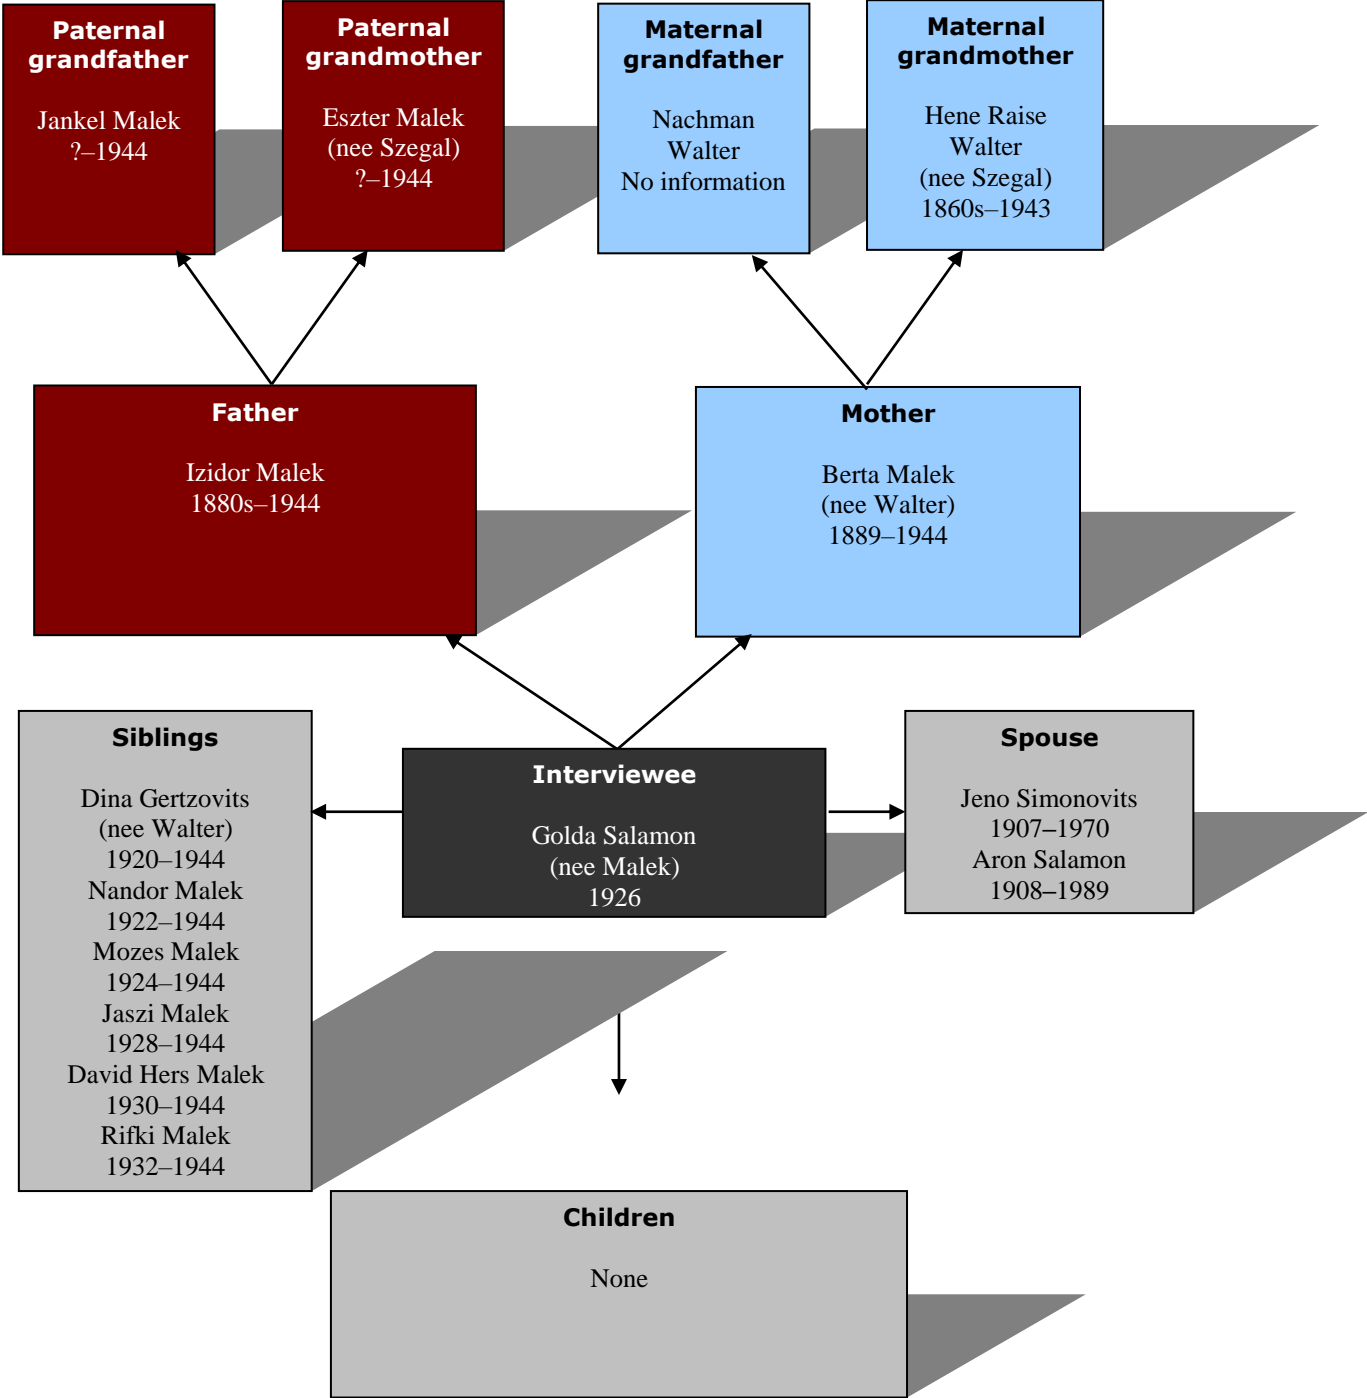 Paternal
grandfather
Jankel Malek
?–1944
Paternal
grandmother
Eszter Malek
(nee Szegal)
?–1944
Maternal
grandfather
Nachman
Walter
No information
Maternal
grandmother
Hene Raise
Walter
(nee Szegal)
1860s–1943
Father
Izidor Malek
1880s–1944
Mother
Berta Malek
(nee Walter)
1889–1944
Siblings
Dina Gertzovits
(nee Walter)
1920–1944
Nandor Malek
1922–1944
Mozes Malek
1924–1944
Jaszi Malek
1928–1944
David Hers Malek
1930–1944
Rifki Malek
1932–1944
Interviewee
Golda Salamon
(nee Malek)
1926
Spouse
Jeno Simonovits
1907–1970
Aron Salamon
1908–1989
Children
None